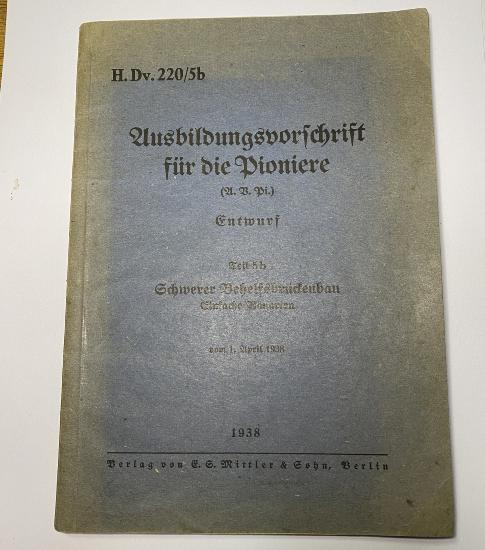 H. Dv. 220/5b
Ausbildungsvorschrift
für die Pioniere
(A. V. Pi.)
Entwurf
Teil 5b
Schwerer Behelfsbrückenbau
Einfache Bauarten
vom 1. April 1938
1938
Verlag von E. S. Mittler & Sohn, Berlin